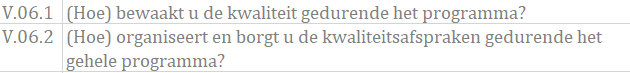 V.06.1 (Hoe) bewaakt u de kwaliteit gedurende het programma?
V.06.2 (Hoe) organiseert en borgt u de kwaliteitsafspraken gedurende het
gehele programma?